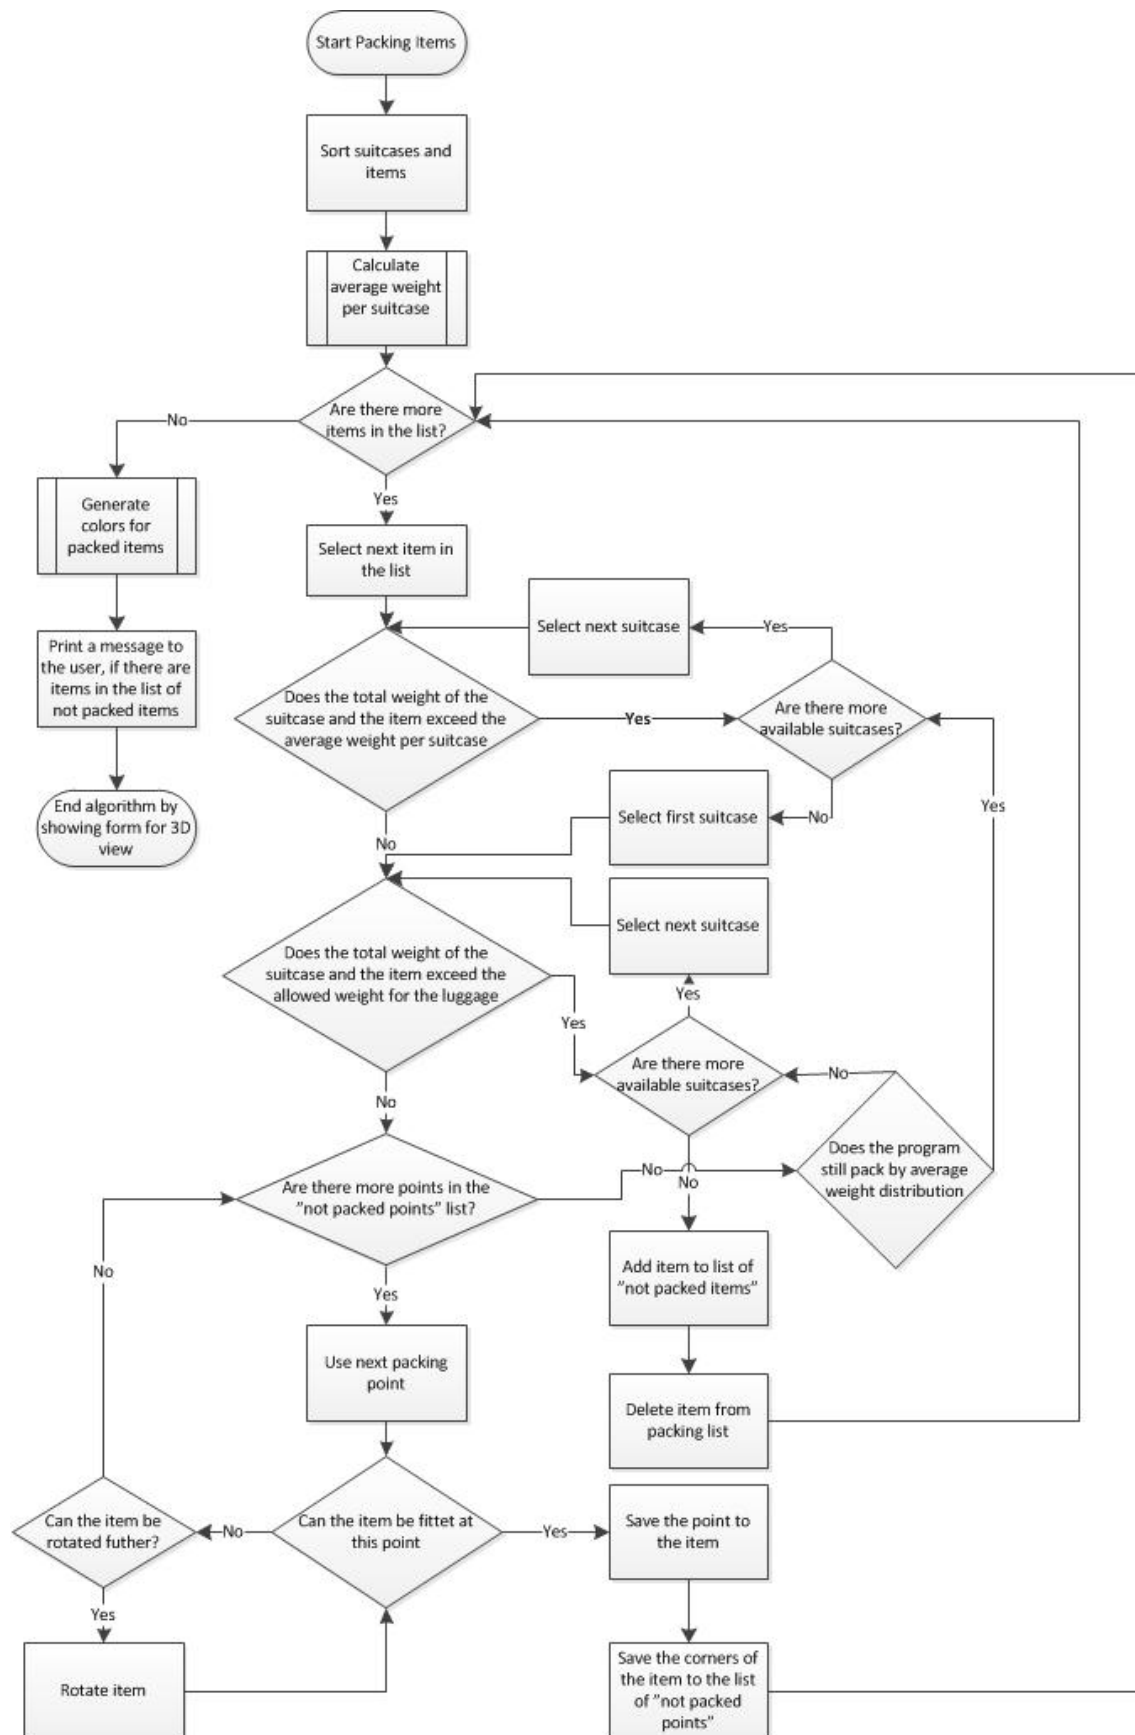 Start Packing Items
Sort suitcases and
items
Calculate
average weight
per suitcase
Are there more
items in the list?
No
Yes
Generate
colors for
packed items
Select next item in
the list
Select next suitcase
Yes
Print a message to
the user, if there are
items in the list of
not packed items
Does the total weight of the
suitcase and the item exceed the
average weight per suitcase
Yes
Are there more
available suitcases?
Yes
End algorithm by
showing form for 3D
view
No
Select first suitcase
No
Select next suitcase
Does the total weight of the
suitcase and the item exceed the
allowed weight for the luggage
Yes
Yes
Are there more
available suitcases?
No
No
Does the program
still pack by average
weight distribution
Are there more points in the
"not packed points" list?
No
No
No
Yes
Add item to list of
"not packed items"
Use next packing
point
Delete item from
packing list
Can the item be
rotated futher?
No
Can the item be fittet at
this point
Yes
Save the point to
the item
Yes
Rotate item
Save the corners of
the item to the list
of "not packed
points"